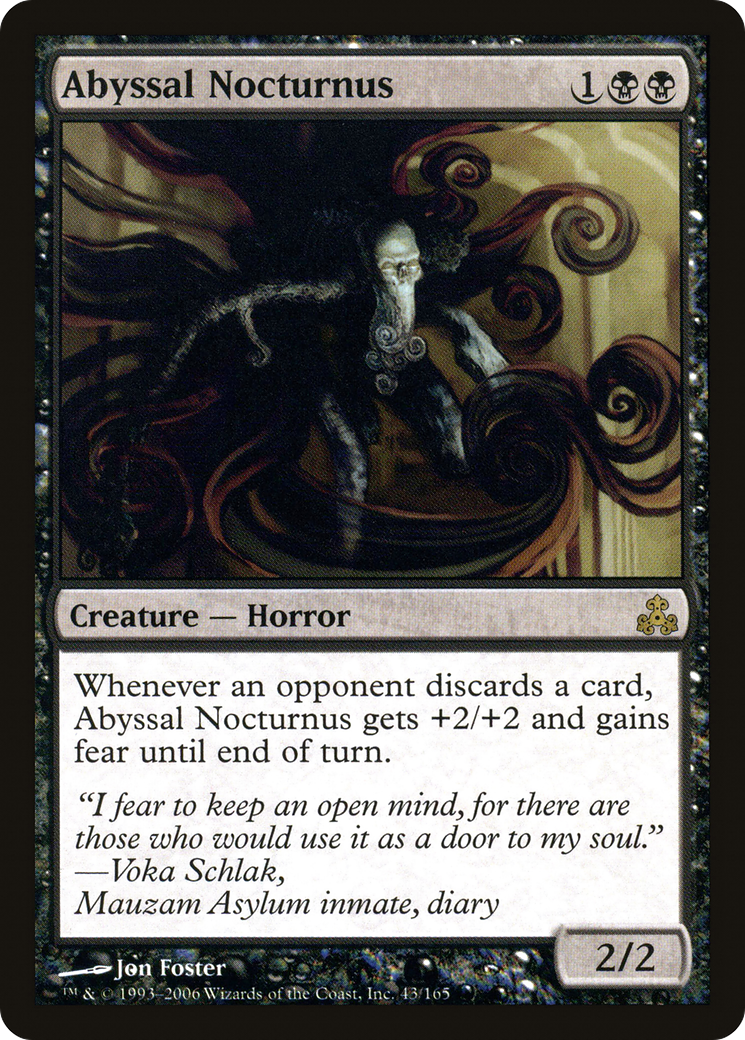 Abyssal Nocturnus 1
Creature — Horror
Whenever an opponent discards a card,
Abyssal Nocturnus gets +2/+2 and gains
fear until end of turn.
“I fear to keep an open mind, for there are
those who would use it as a door to my soul.”
—Voka Schlak,
Mauzam Asylum inmate, diary
2/2
Jon Foster
™ & © 1993–2006 Wizards of the Coast, Inc. 43/165